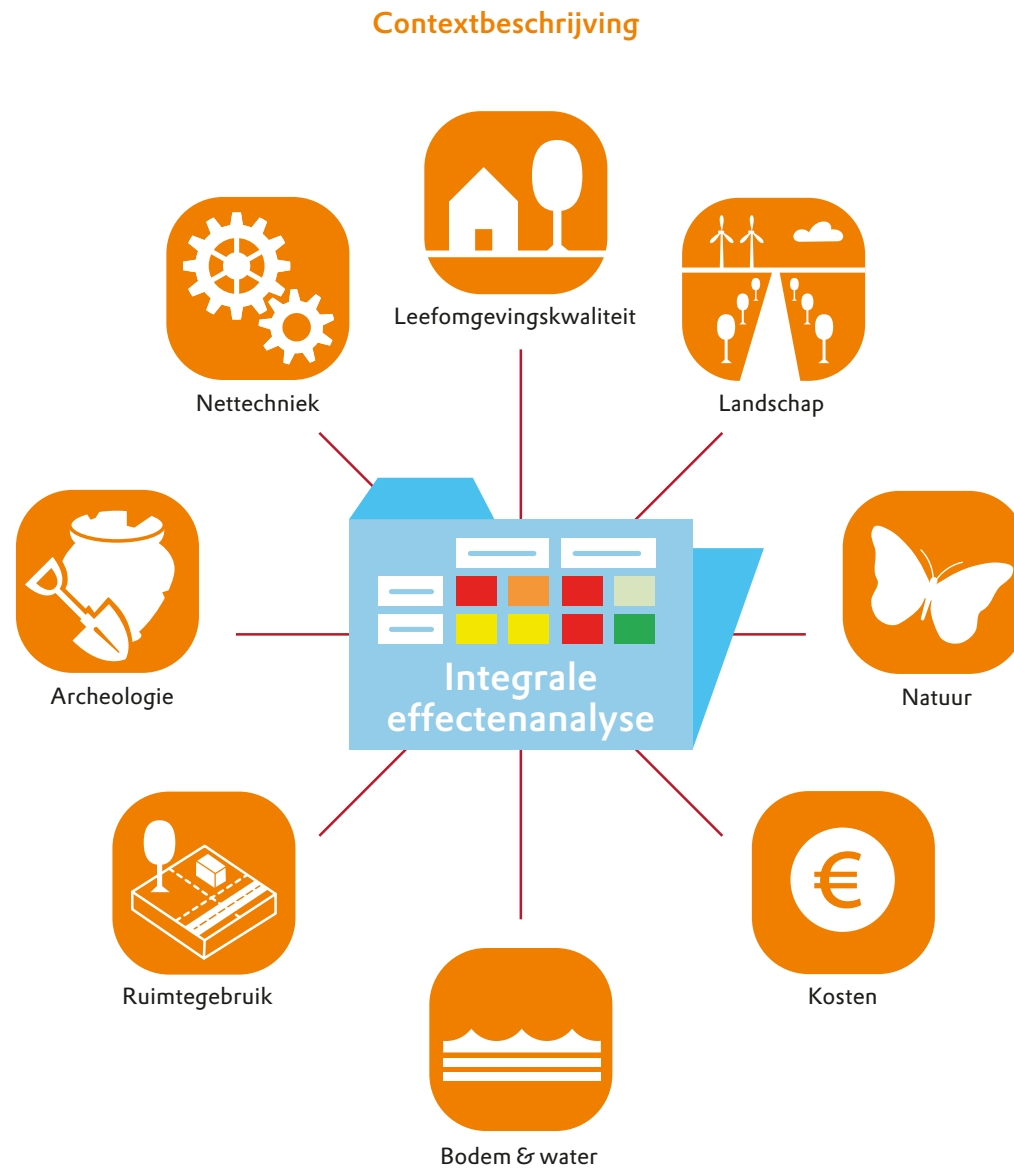 Contextbeschrijving
Leefomgevingskwaliteit
Nettechniek
Landschap
Archeologie
Integrale
effectenanalyse
Natuur
Ruimtegebruik
€
Kosten
Bodem & water